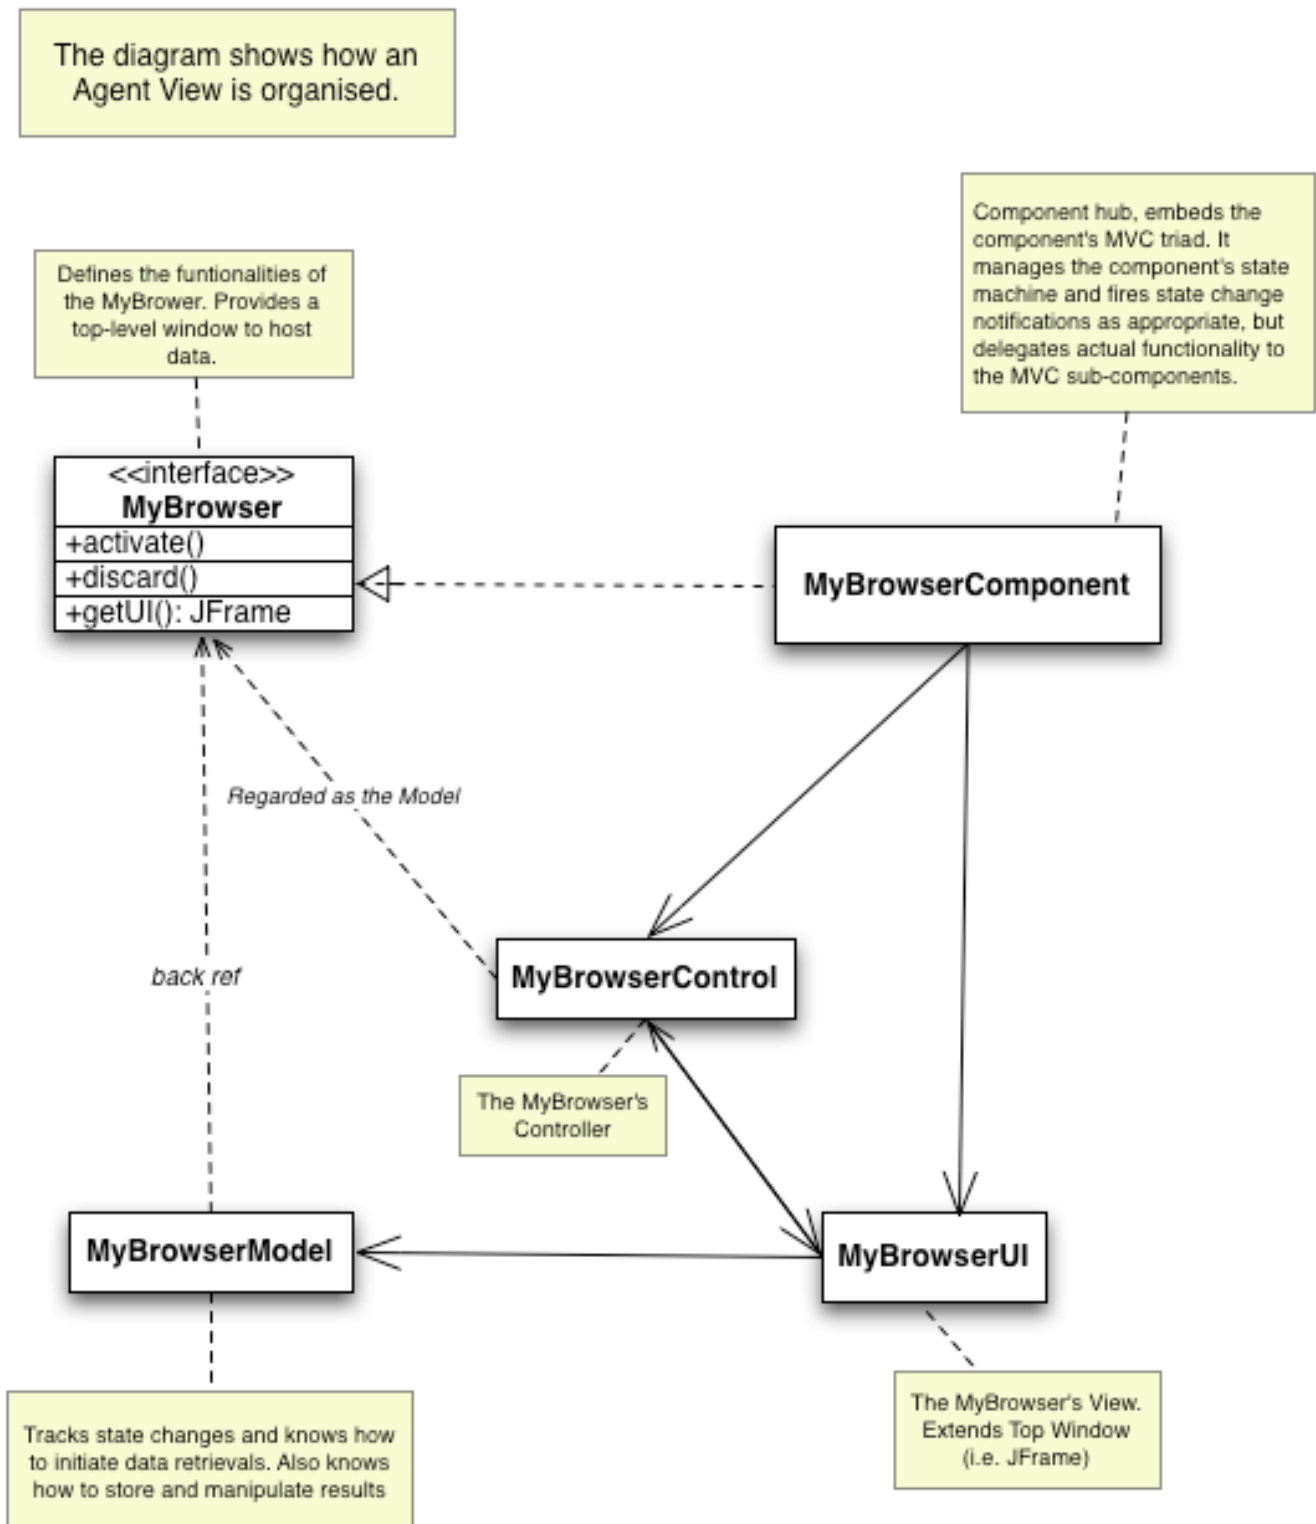 The diagram shows how an
Agent View is organised.
Component hub, embeds the
component's MVC triad. It
manages the component's state
machine and fires state change
notifications as appropriate, but
delegates actual functionality to
the MVC sub-components.
Defines the funtionalities of
the MyBrower. Provides a
top-level window to host
data.
<<interface>>
MyBrowser
+activate()
+discard()
+getUI(): JFrame
MyBrowserComponent
Regarded as the Model
back ref
MyBrowserControl
The MyBrowser's
Controller
MyBrowserModel
MyBrowserUI
The MyBrowser's View.
Extends Top Window
(i.e. JFrame)
Tracks state changes and knows how
to initiate data retrievals. Also knows
how to store and manipulate results